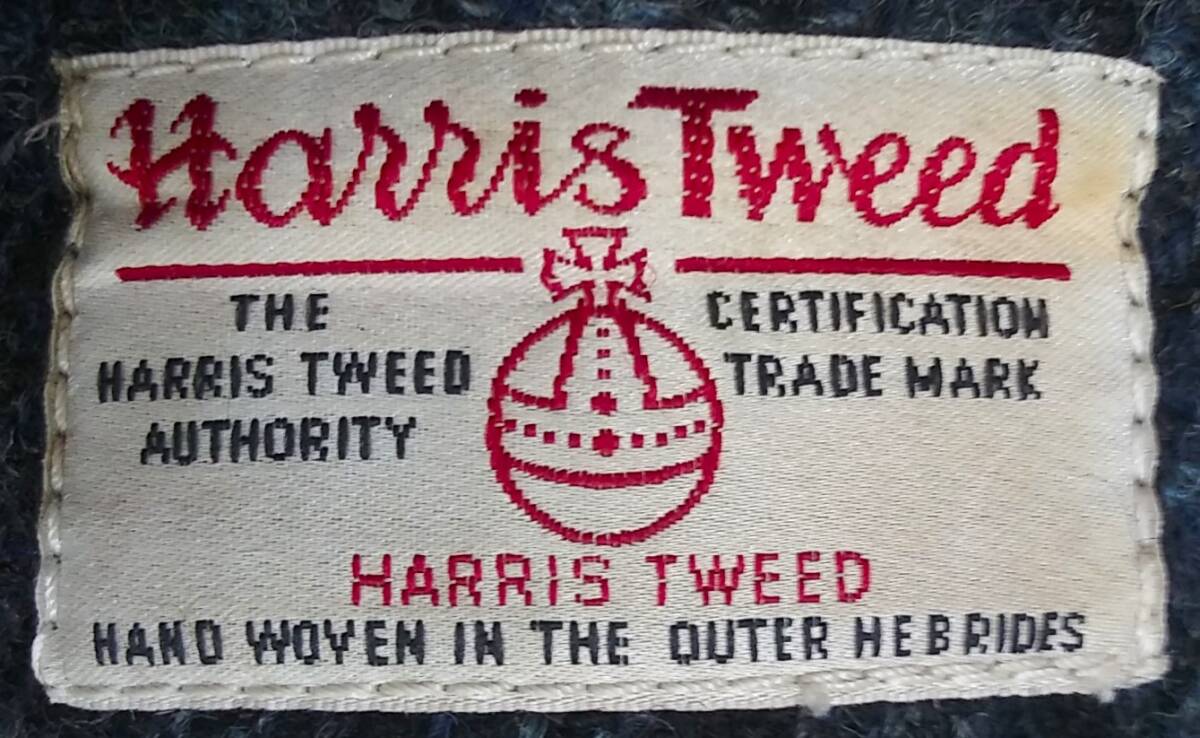 Harris Tweed
THE
HARRIS TWEED
AUTHORITY
CERTIFICATION
TRADE MARK
HARRIS TWEED
HAND WOVEN IN THE OUTER HEBRIDES